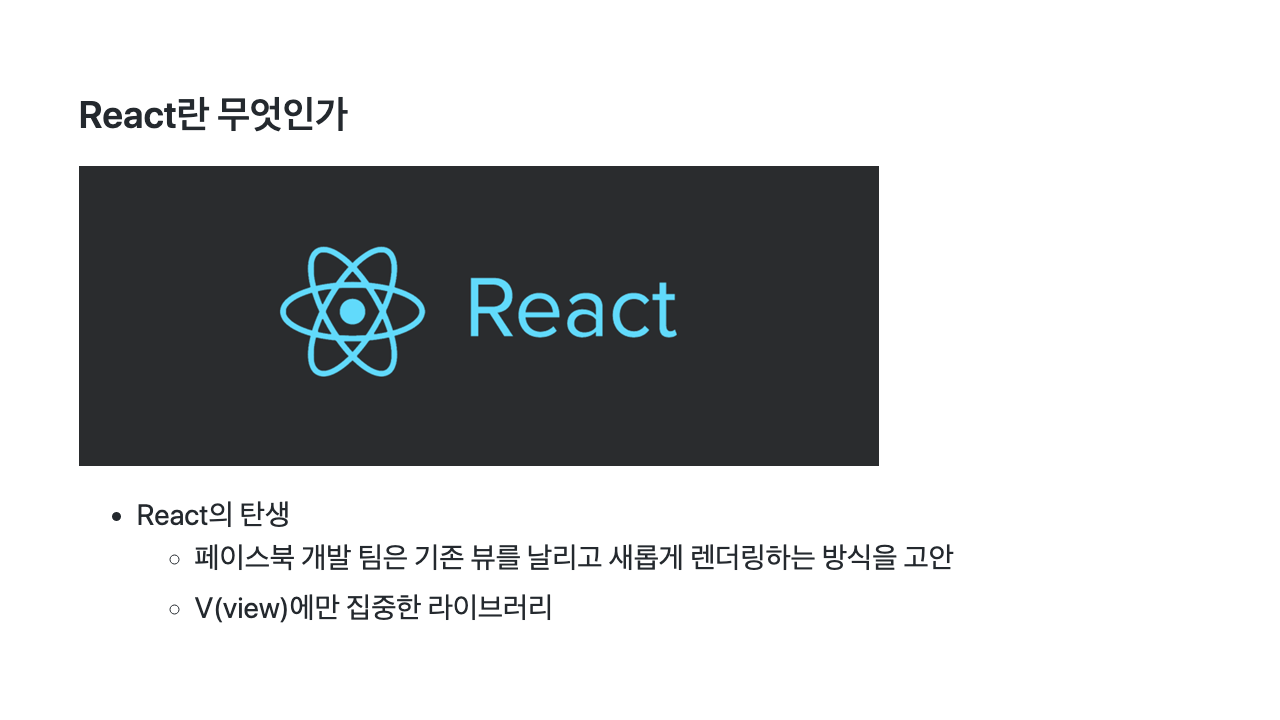 React란 무엇인가
React
React의 탄생
페이스북 개발 팀은 기존 뷰를 날리고 새롭게 렌더링하는 방식을 고안
V(view)에만 집중한 라이브러리